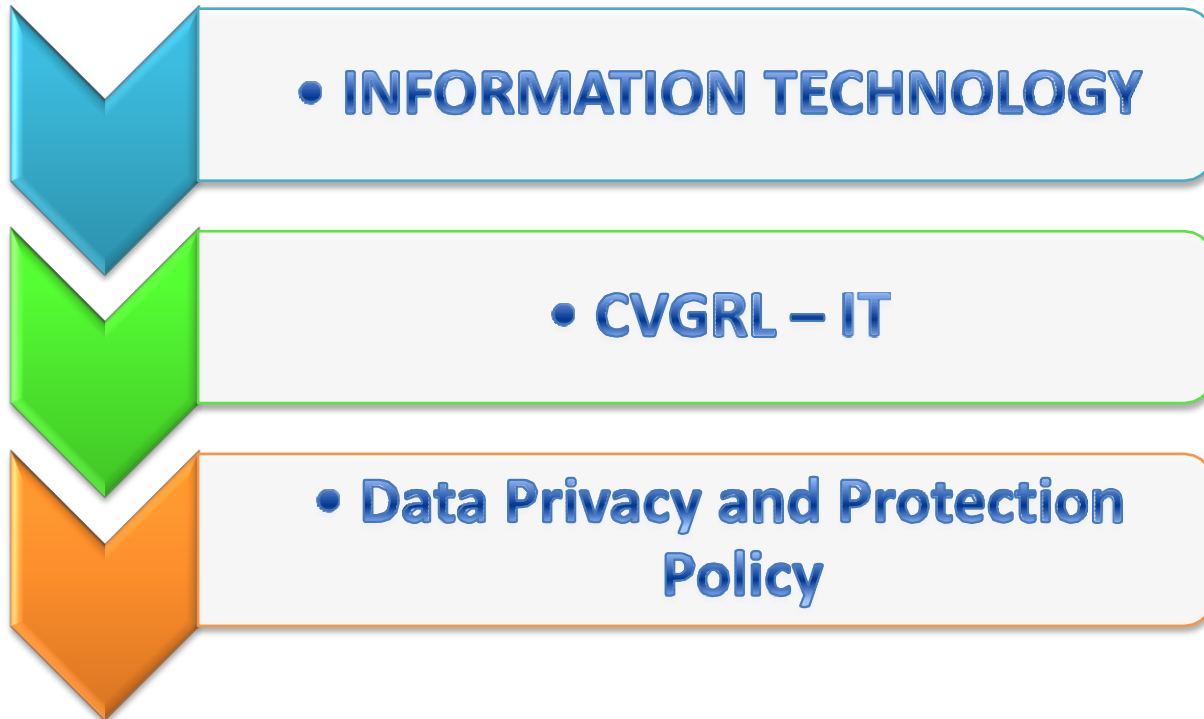 • INFORMATION TECHNOLOGY
• CVGRL – IT
• Data Privacy and Protection
Policy